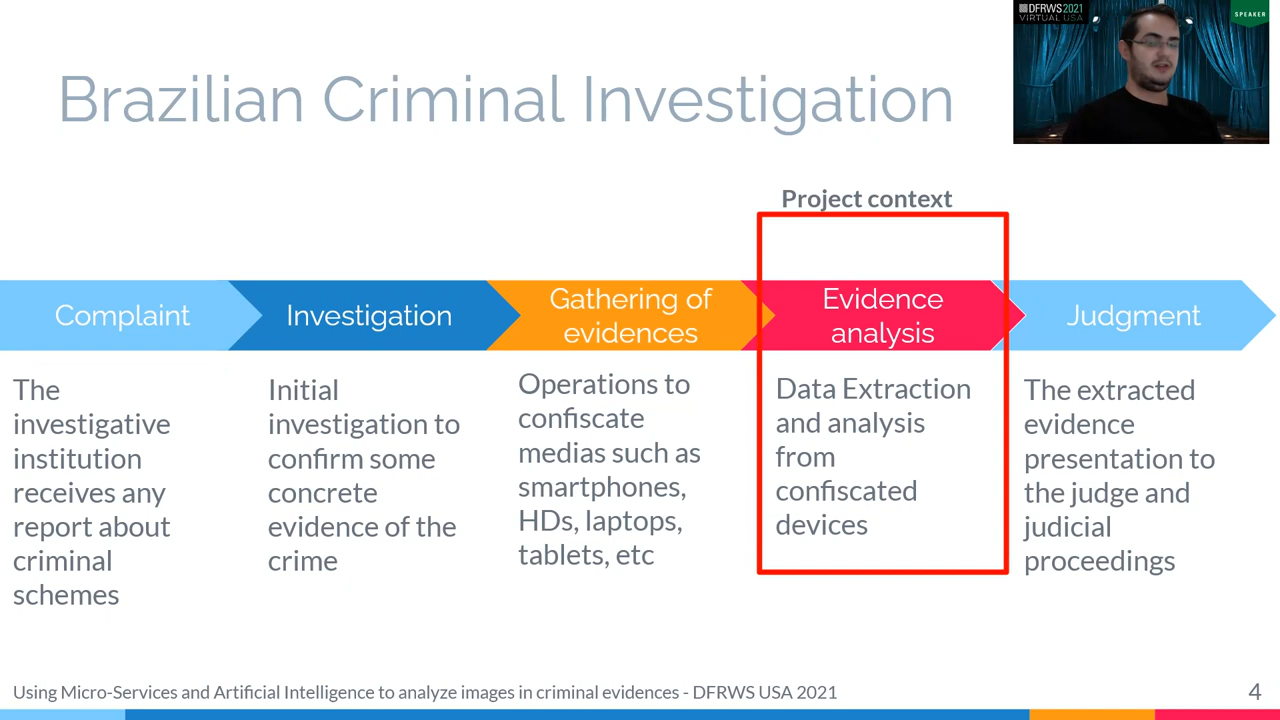 DFRWS2021
VIRTUAL USA
SPEAKER
Brazilian Criminal Investigation
Project context
Complaint
Investigation
Gathering of
evidences
Evidence
analysis
Judgment
The
investigative
institution
receives any
report about
criminal
schemes
Initial
investigation to
confirm some
concrete
evidence of the
crime
Operations to
confiscate
medias such as
smartphones,
HDs, laptops,
tablets, etc
Data Extraction
and analysis
from
confiscated
devices
The extracted
evidence
presentation to
the judge and
judicial
proceedings
Using Micro-Services and Artificial Intelligence to analyze images in criminal evidences - DFRWS USA 2021
4